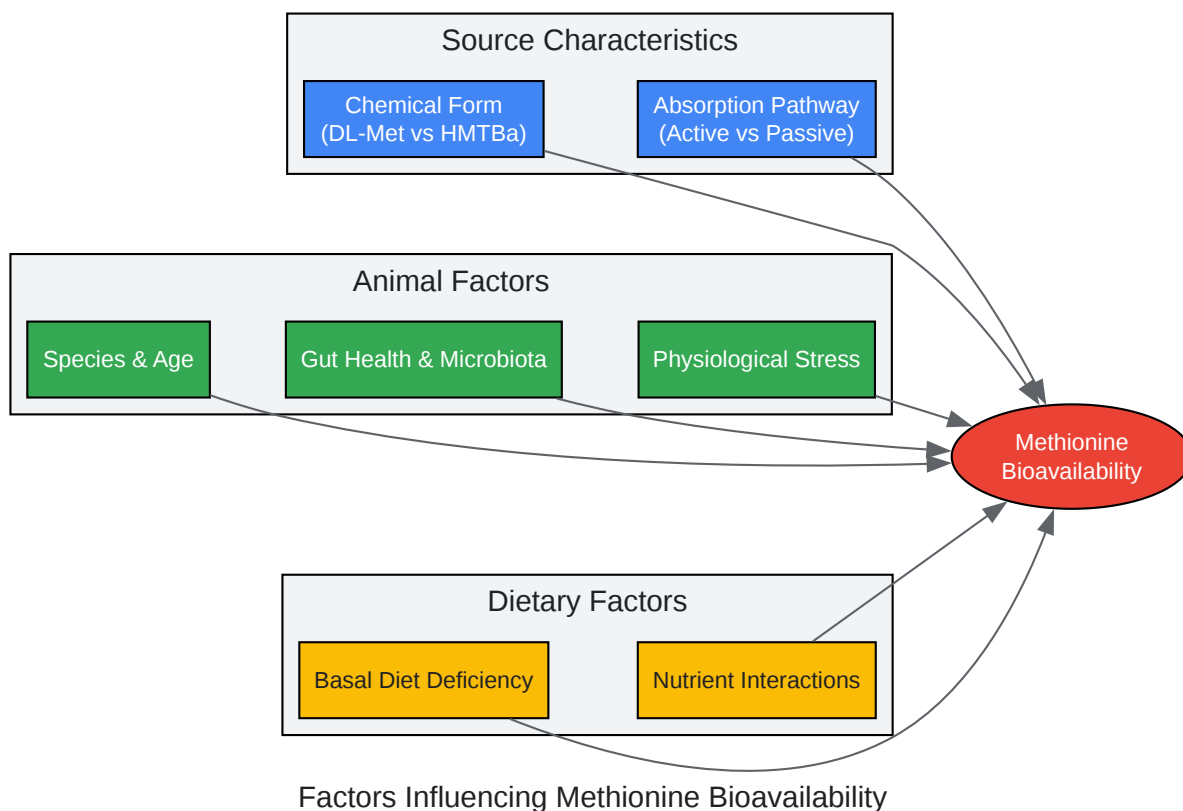 Source Characteristics
Chemical Form
(DL-Met vs HMTBa)
Absorption Pathway
(Active vs Passive)
Animal Factors
Species & Age
Gut Health & Microbiota
Physiological Stress
Methionine
Bioavailability
Dietary Factors
Basal Diet Deficiency
Nutrient Interactions
Factors Influencing Methionine Bioavailability